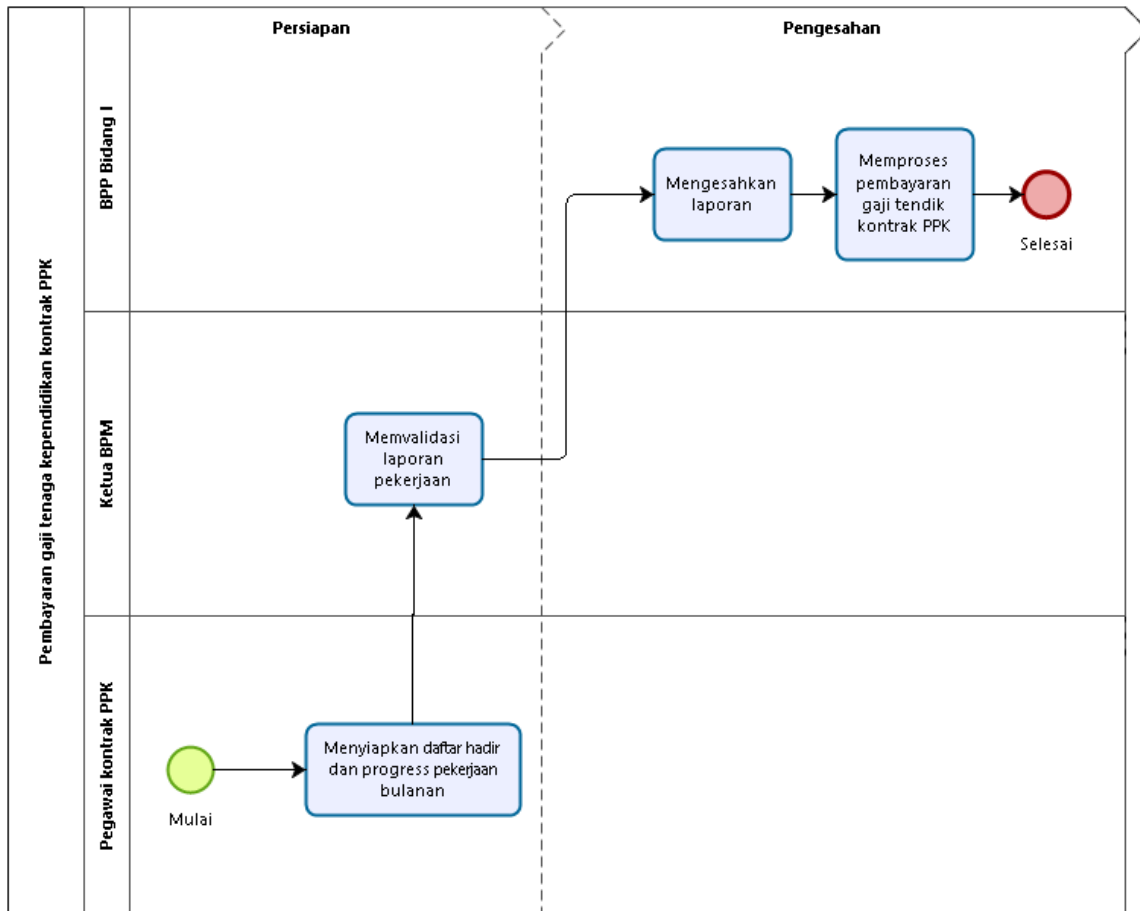 Pembayaran gaji tenaga kependidikan kontrak PPK
Persiapan
Pengesahan
BPP Bidang I
Mengesahkan
laporan
Memproses
pembayaran
gaji tendik
kontrak PPK
Selesai
Ketua BPM
Memvalidasi
laporan
pekerjaan
Pegawai kontrak PPK
Mulai
Menyiapkan daftar hadir
dan progress pekerjaan
bulanan